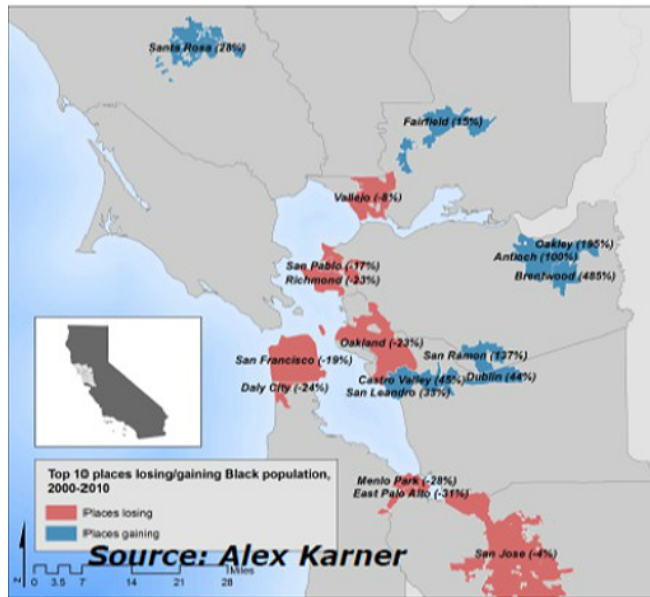 Santa Rosa (28%)
Fairfield (15%)
Vallejo (-8%)
Oakley (195%)
Antioch (100%)
Brentwood (485%)
San Pablo (-17%)
Richmond (-23%)
Oakland (-23%)
San Ramon (137%)
San Francisco (-19%)
Castro Valley (45%)
Dublin (44%)
Daly City (-24%)
San Leandro (33%)
Menlo Park (-28%)
East Palo Alto (-31%)
San Jose (-4%)
Top 10 places losing/gaining Black population,
2000-2010
Places losing
Places gaining
Source: Alex Karner
N
Miles
0 3.5 7 14 21 28